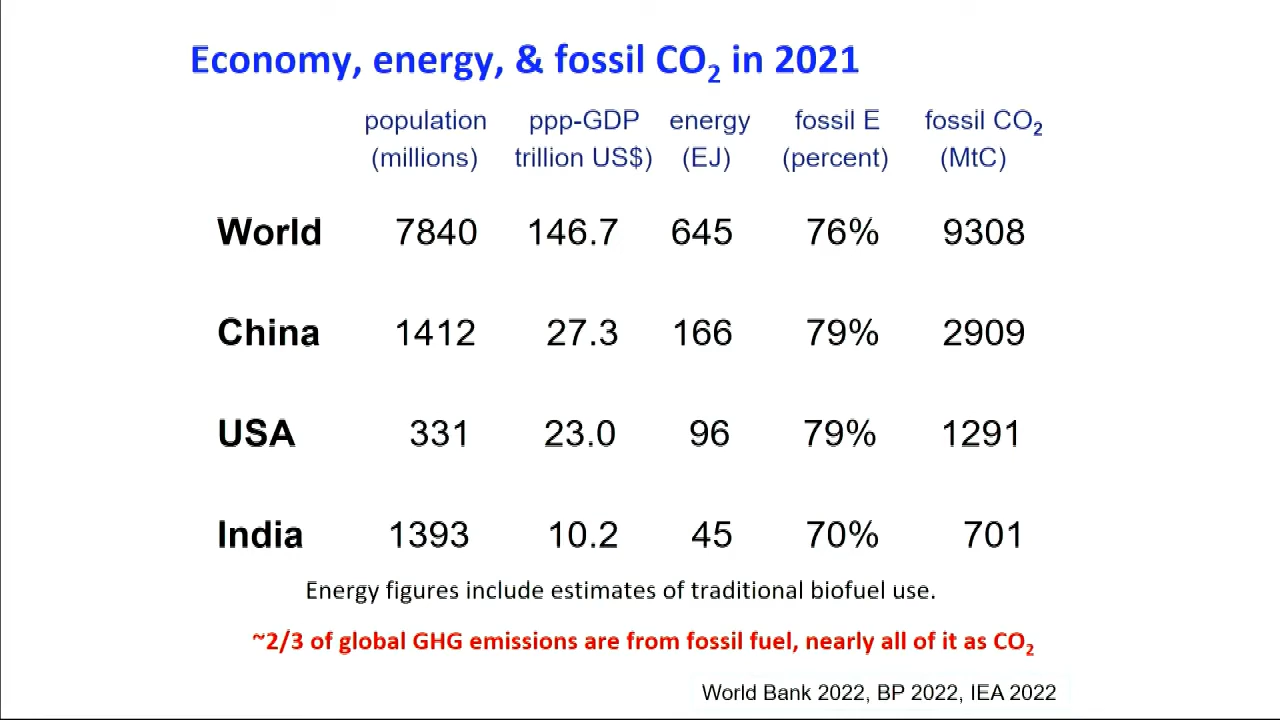 Economy, energy, & fossil CO₂ in 2021
population ppp-GDP energy fossil E fossil CO₂
(millions) trillion US$) (EJ) (percent) (MtC)
World 7840 146.7 645 76% 9308
China 1412 27.3 166 79% 2909
USA 331 23.0 96 79% 1291
India 1393 10.2 45 70% 701
Energy figures include estimates of traditional biofuel use.
~2/3 of global GHG emissions are from fossil fuel, nearly all of it as CO₂
World Bank 2022, BP 2022, IEA 2022